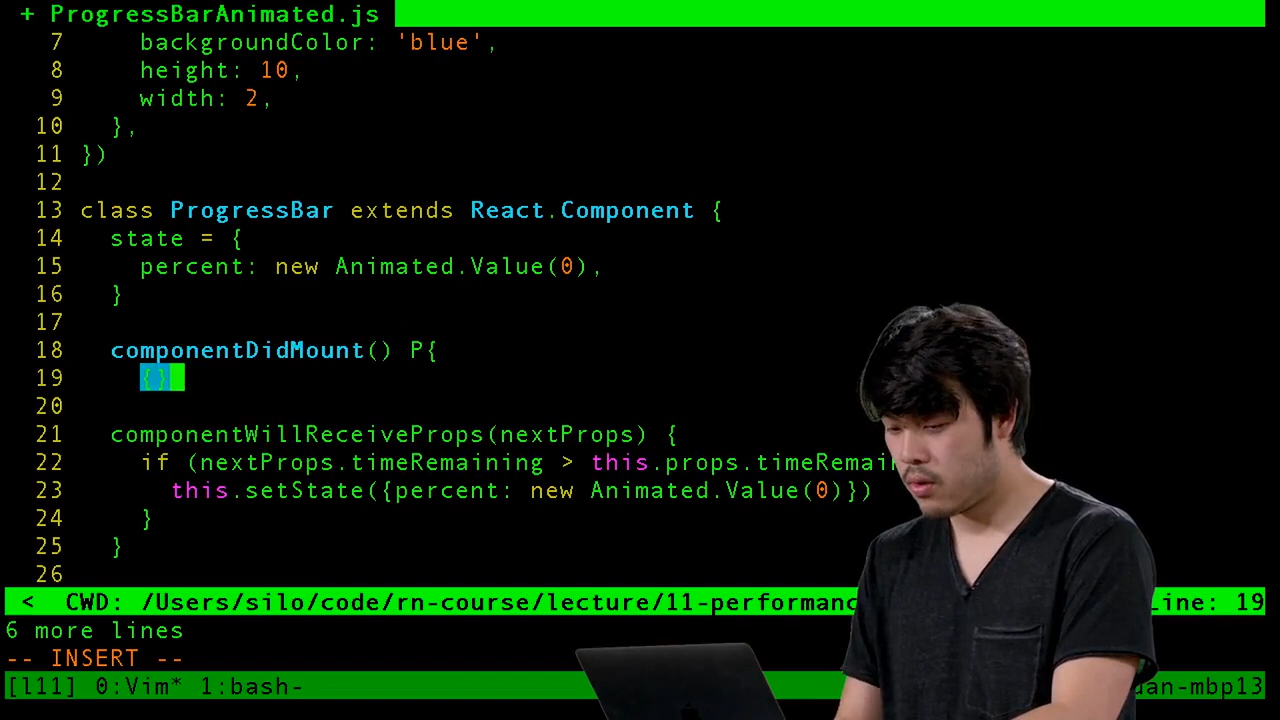 + ProgressBarAnimated.js
7 backgroundColor: 'blue',
8 height: 10,
9 width: 2,
10 },
11 })
12
13 class ProgressBar extends React.Component {
14 state = {
15 percent: new Animated.Value(0),
16 }
17
18 componentDidMount() P{
19 {}
20
21 componentWillReceiveProps(nextProps) {
22 if (nextProps.timeRemaining > this.props.timeRemain
23 this.setState({percent: new Animated.Value(0)})
24 }
25 }
26
< CWD: /Users/silo/code/rn-course/lecture/11-performanc Line: 19
6 more lines
-- INSERT --
[l11] 0:Vim* 1:bash- dan-mbp13